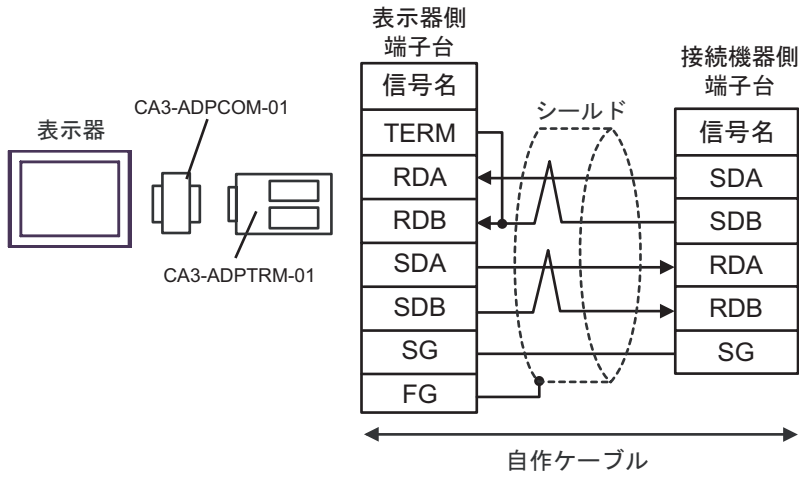 表示器
CA3-ADPCOM-01
CA3-ADPTRM-01
表示器側
端子台
信号名
TERM
RDA
RDB
SDA
SDB
SG
FG
シールド
接続機器側
端子台
信号名
SDA
SDB
RDA
RDB
SG
自作ケーブル